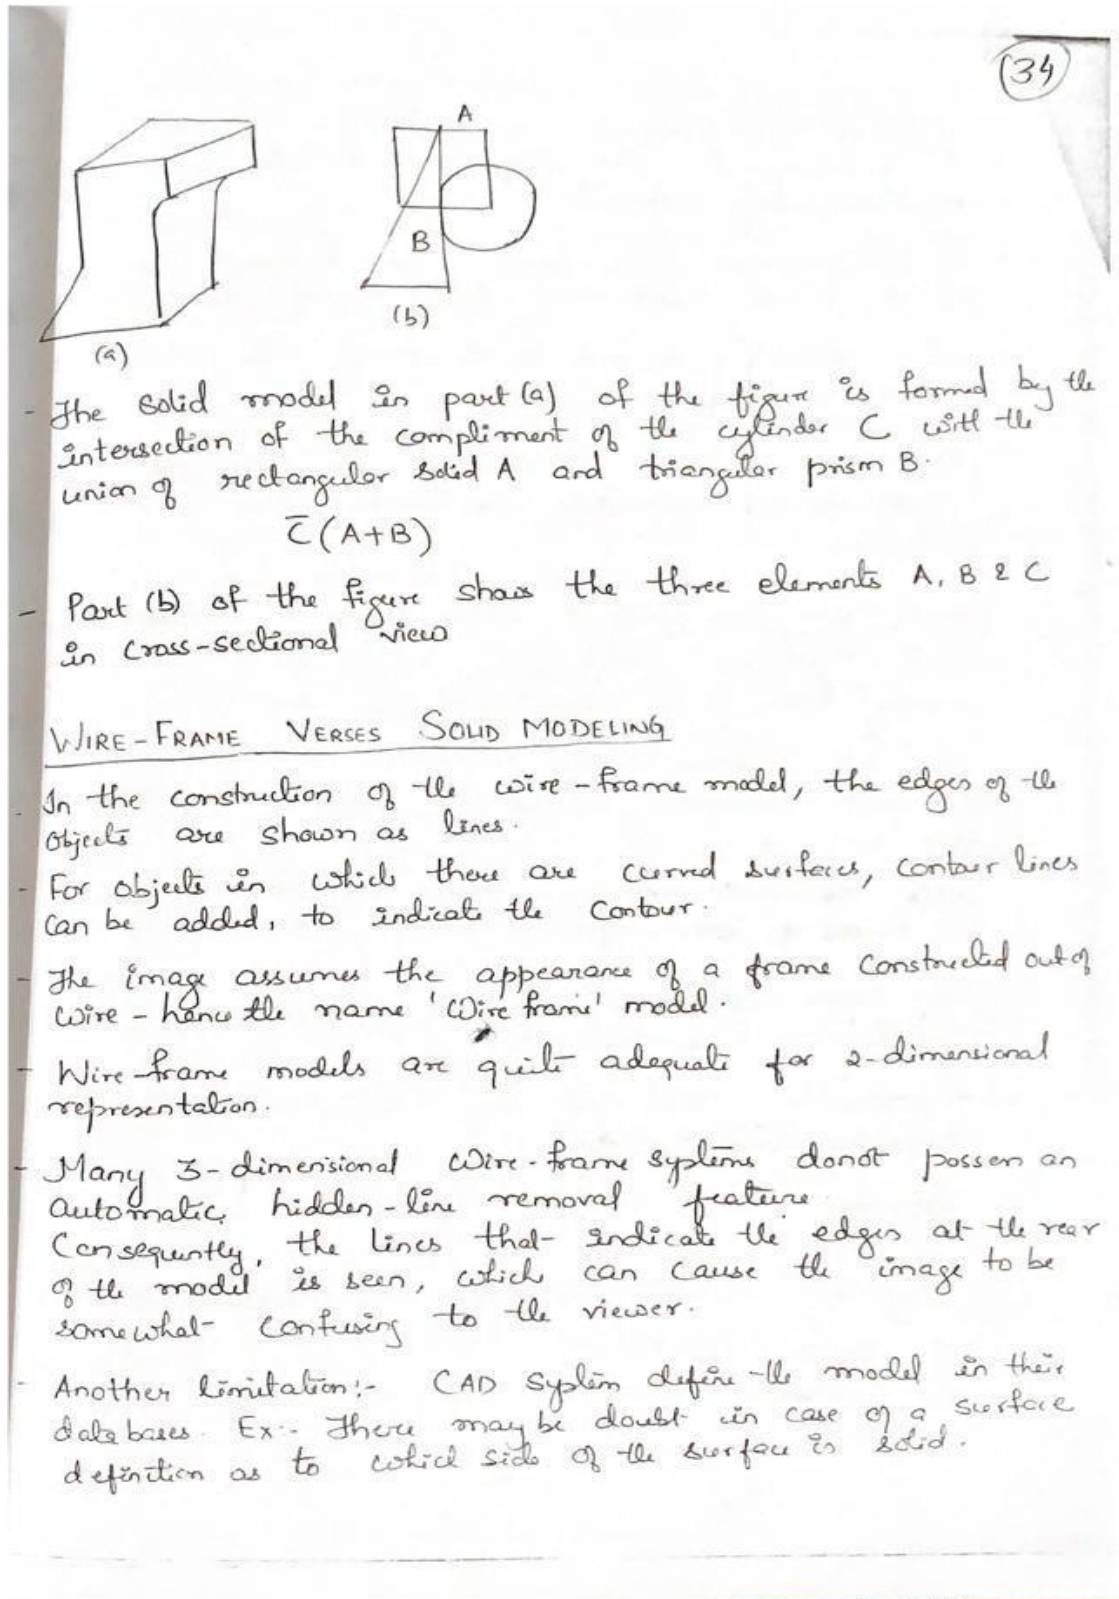 34
A
B
(b)
(a)
- The solid model in part (a) of the figure is formed by the
intersection of the compliment of the cylinder C with the
union of rectangular solid A and triangular prism B.
C̅(A+B)
- Part (b) of the figure shows the three elements A, B & C
in cross-sectional view
WIRE-FRAME VERSES SOLID MODELING
- In the construction of the wire-frame model, the edges of the
objects are shown as lines.
- For objects in which there are curved surfaces, contour lines
can be added, to indicate the contour.
- The image assumes the appearance of a frame constructed out of
wire - hence the name 'Wire frame' model.
- Wire-frame models are quite adequate for 2-dimensional
representation.
- Many 3-dimensional wire-frame systems donot possess an
automatic hidden-line removal feature
Consequntly, the lines that indicate the edges at the rear
of the model is seen, which can cause the image to be
somewhat confusing to the viewer.
- Another limitation:- CAD system define the model in their
databases. Ex:- There may be doubt in case of a surface
definition as to which side of the surface is solid.